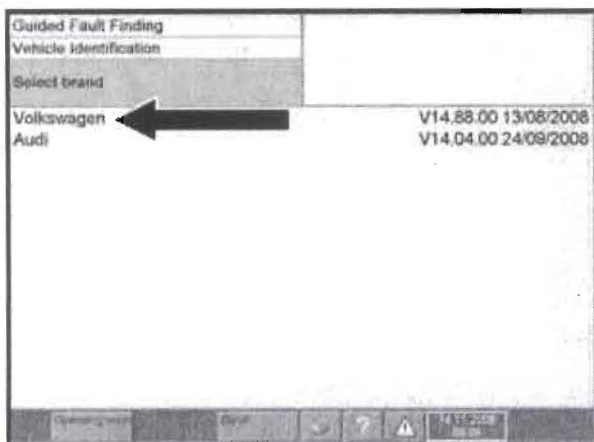 Guided Fault Finding
Vehicle Identification
Select brand
Volkswagen V14.88.00 13/08/2008
Audi V14.04.00 24/09/2008
?